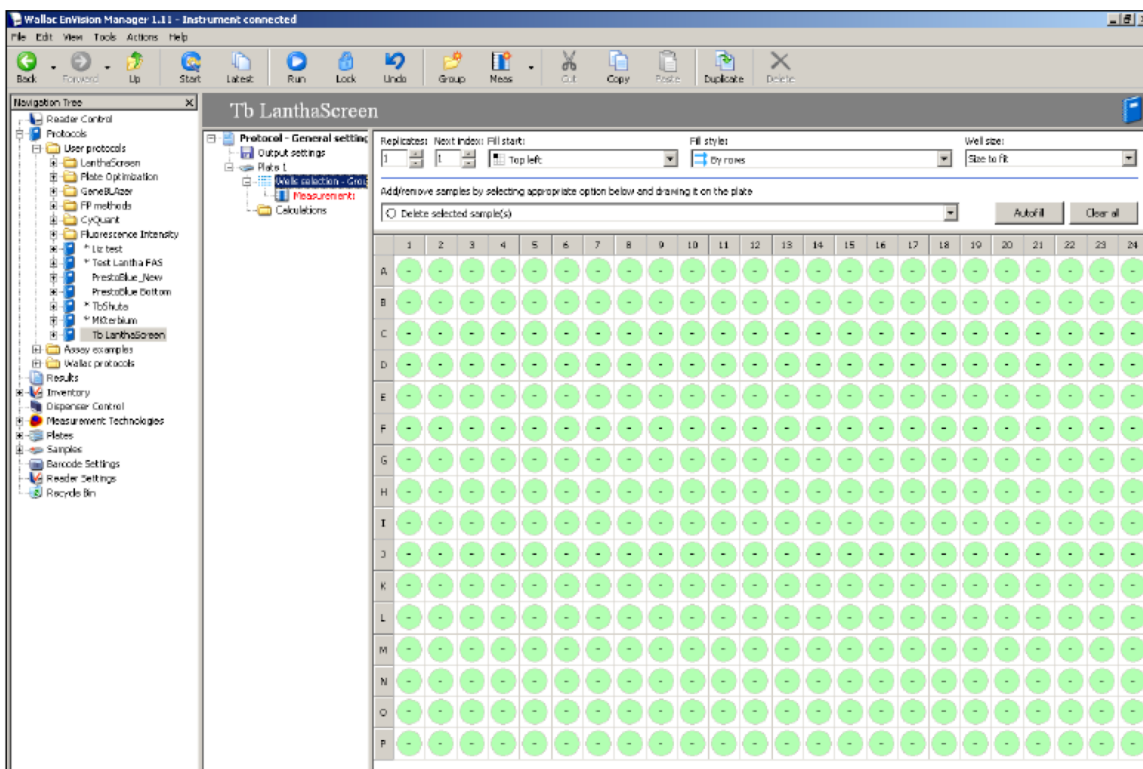 Wallac EnVision Manager 1.11 - Instrument connected
File Edit View Tools Actions Help
Back Forward Up Start Latest Run Lock Undo Group Meas Cut Copy Paste Duplicate Delete
Navigation Tree
Reader Control
Protocols
User protocols
LanthaScreen
Plate Optimization
GeneBLAzer
FP methods
CyQuant
Fluorescence Intensity
* Liz test
* Test Lantha FAS
PrestoBlue_New
PrestoBlue Bottom
* TbShuta
Tb LanthaScreen
Assay examples
Wallac protocols
Results
Inventory
Dispenser Control
Measurement Technologies
Plates
Samples
Barcode Settings
Reader Settings
Recycle Bin
Tb LanthaScreen
Protocol - General setting
Output settings
Plate 1
Wells selection - Grou
Measurement
Calculations
Replicates: Next index: Fill start: Fill style: Well size:
1 1 Top left By rows Size to fit
Add/remove samples by selecting appropriate option below and drawing it on the plate
Delete selected sample(s) Autofill Clear all
1 2 3 4 5 6 7 8 9 10 11 12 13 14 15 16 17 18 19 20 21 22 23 24
A - - - - - - - - - - - - - - - - - - - - - - - -
B - - - - - - - - - - - - - - - - - - - - - - - -
C - - - - - - - - - - - - - - - - - - - - - - - -
D - - - - - - - - - - - - - - - - - - - - - - - -
E - - - - - - - - - - - - - - - - - - - - - - - -
F - - - - - - - - - - - - - - - - - - - - - - - -
G - - - - - - - - - - - - - - - - - - - - - - - -
H - - - - - - - - - - - - - - - - - - - - - - - -
I - - - - - - - - - - - - - - - - - - - - - - - -
J - - - - - - - - - - - - - - - - - - - - - - - -
K - - - - - - - - - - - - - - - - - - - - - - - -
L - - - - - - - - - - - - - - - - - - - - - - - -
M - - - - - - - - - - - - - - - - - - - - - - - -
N - - - - - - - - - - - - - - - - - - - - - - - -
O - - - - - - - - - - - - - - - - - - - - - - - -
P - - - - - - - - - - - - - - - - - - - - - - - -